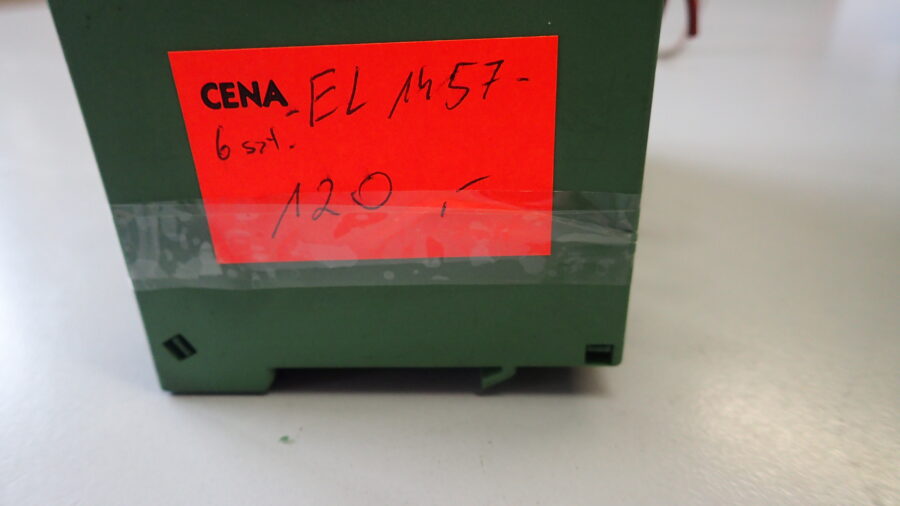 CENA -EL 1457-
6 szt.
120,-